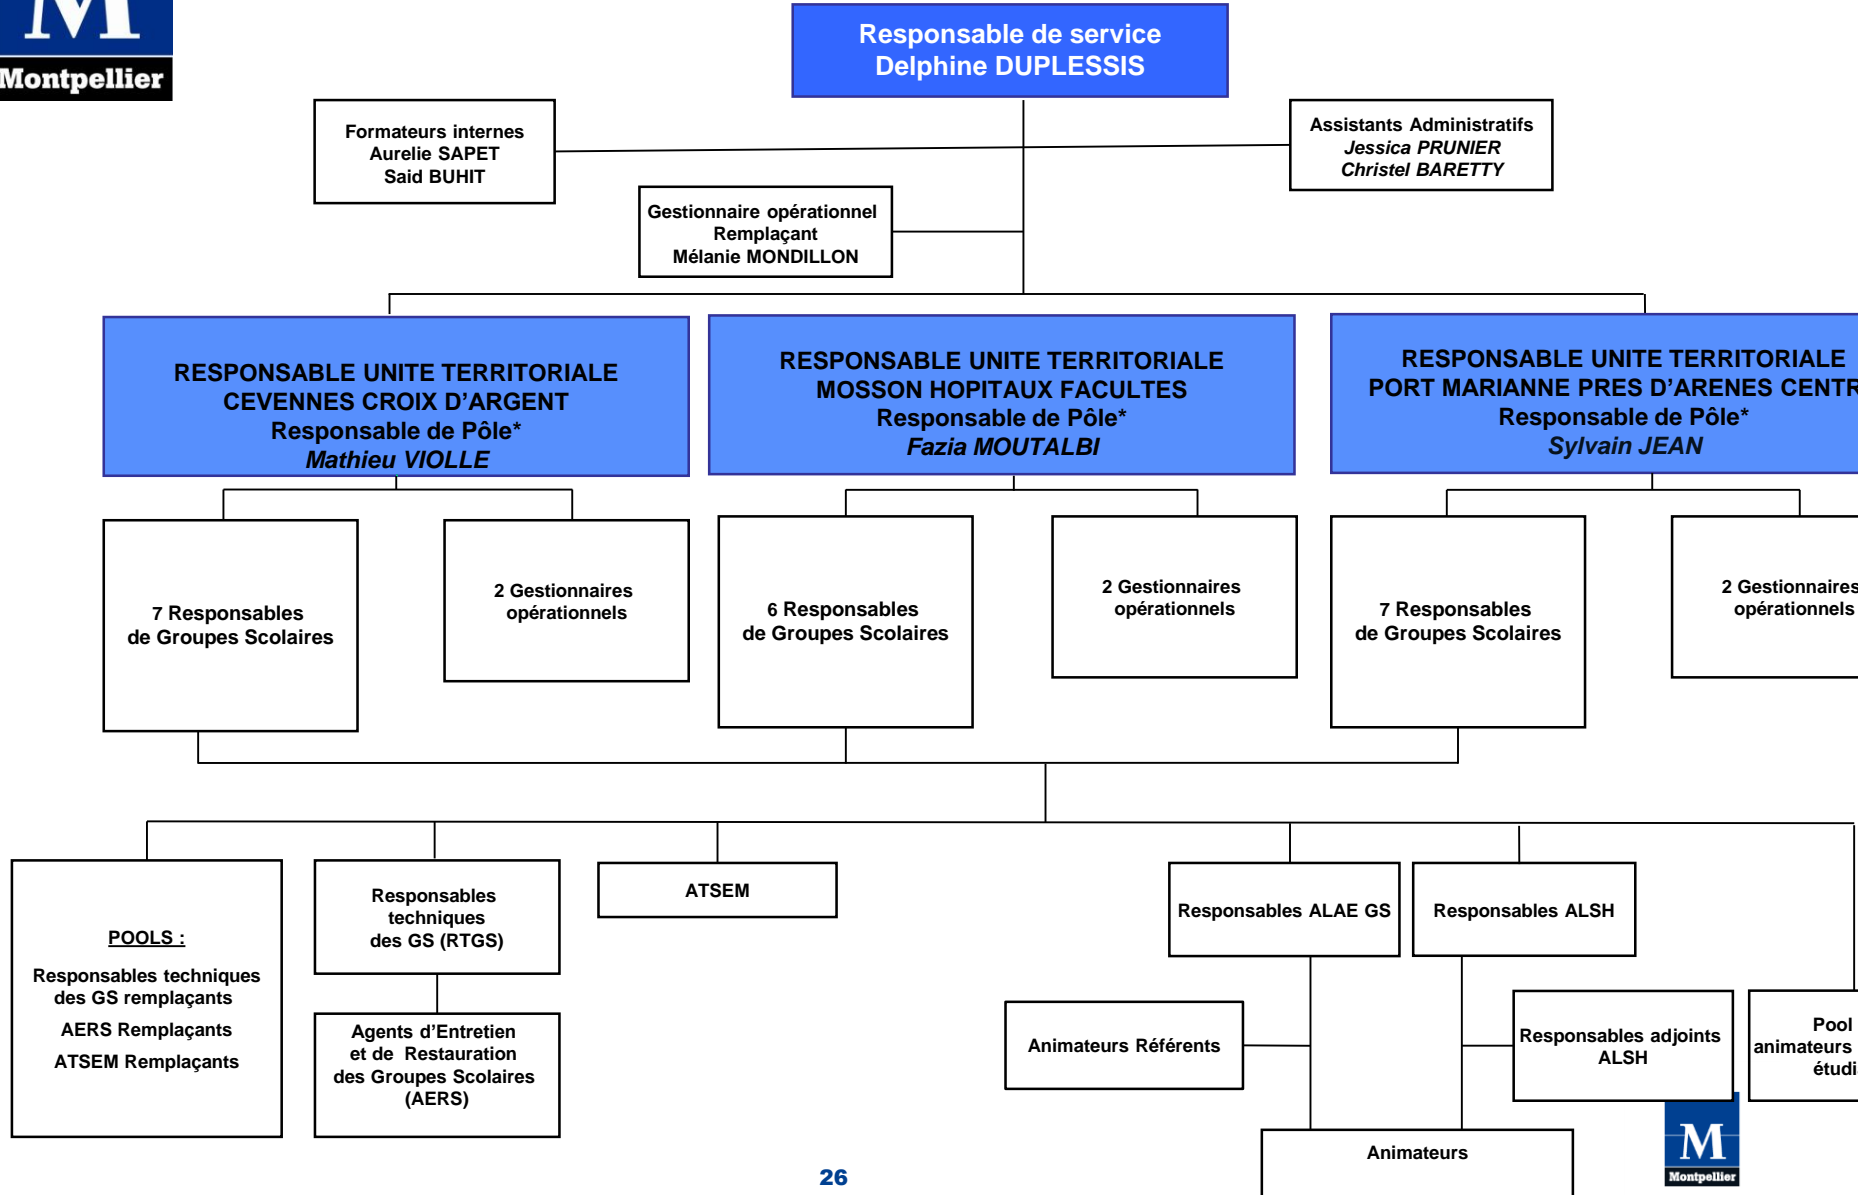 M
Montpellier
Responsable de service
Delphine DUPLESSIS
Formateurs internes
Aurelie SAPET
Said BUHIT
Assistants Administratifs
Jessica PRUNIER
Christel BARETTY
Gestionnaire opérationnel
Remplaçant
Mélanie MONDILLON
RESPONSABLE UNITE TERRITORIALE
CEVENNES CROIX D’ARGENT
Responsable de Pôle*
Mathieu VIOLLE
RESPONSABLE UNITE TERRITORIALE
MOSSON HOPITAUX FACULTES
Responsable de Pôle*
Fazia MOUTALBI
RESPONSABLE UNITE TERRITORIALE
PORT MARIANNE PRES D’ARENES CENTR
Responsable de Pôle*
Sylvain JEAN
7 Responsables
de Groupes Scolaires
2 Gestionnaires
opérationnels
6 Responsables
de Groupes Scolaires
2 Gestionnaires
opérationnels
7 Responsables
de Groupes Scolaires
2 Gestionnaires
opérationnels
POOLS :
Responsables techniques
des GS remplaçants
AERS Remplaçants
ATSEM Remplaçants
Responsables
techniques
des GS (RTGS)
Agents d’Entretien
et de Restauration
des Groupes Scolaires
(AERS)
ATSEM
Responsables ALAE GS
Responsables ALSH
Animateurs Référents
Responsables adjoints
ALSH
Pool
animateurs
étudi
Animateurs
M
Montpellier
26